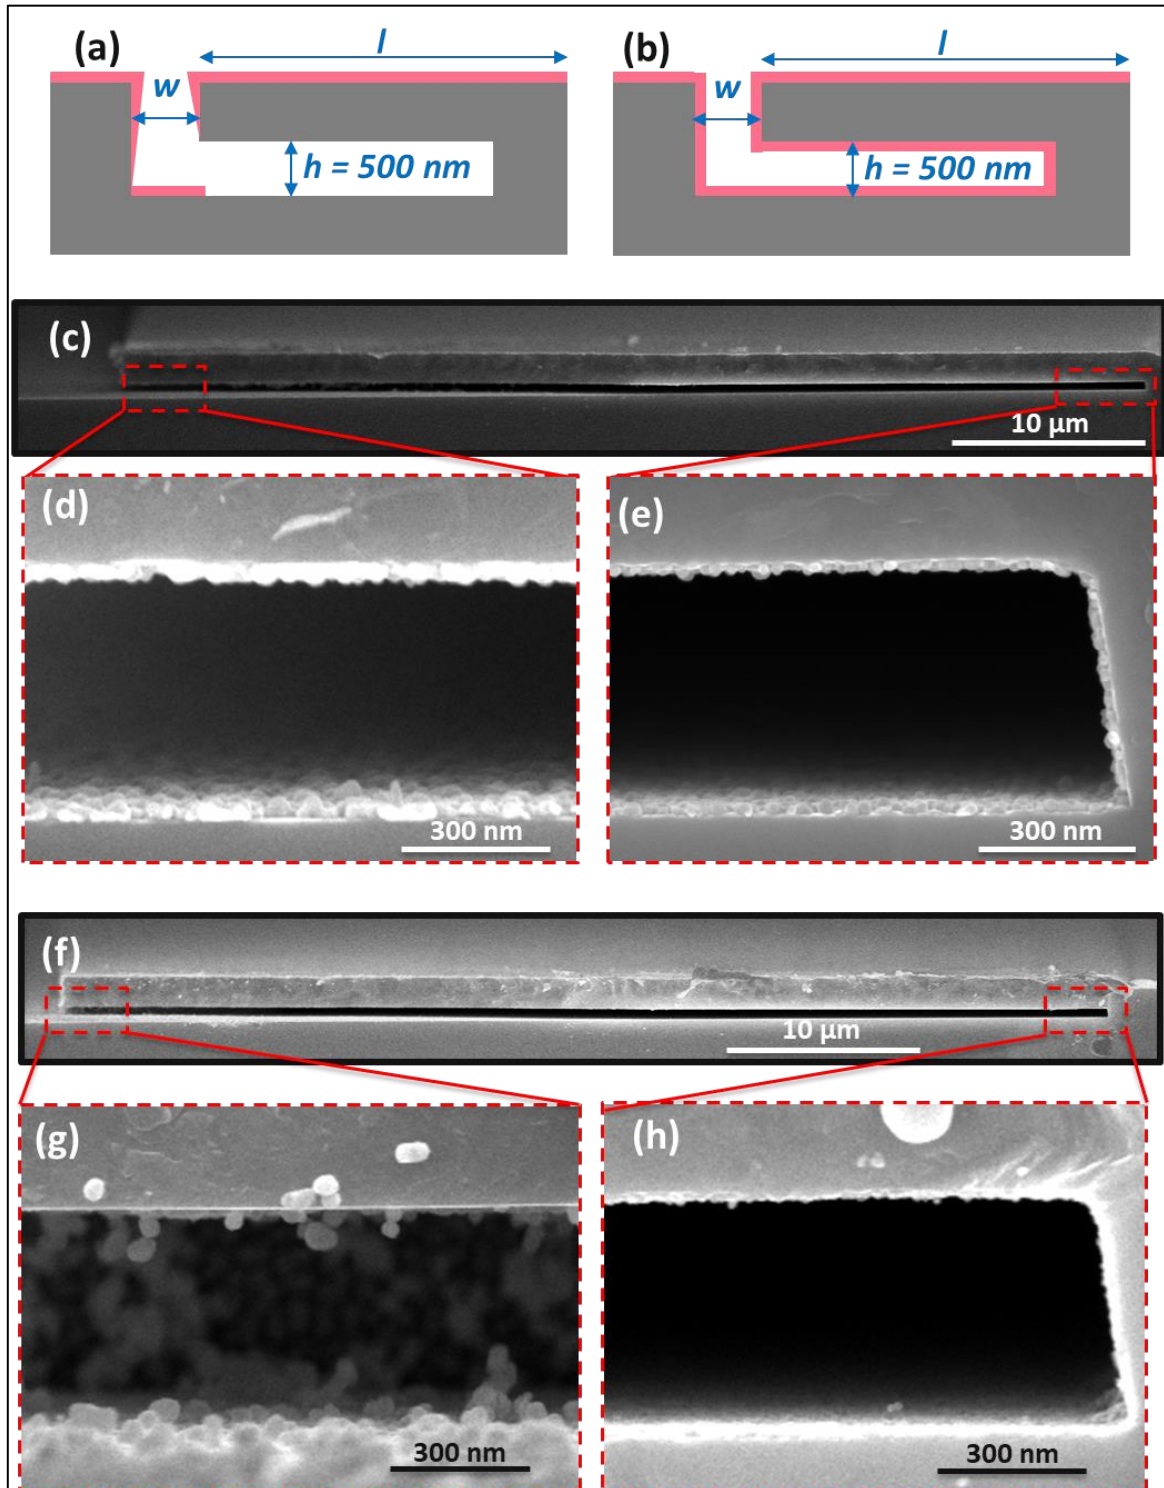 (a)
l
w
h = 500 nm
(b)
l
w
h = 500 nm
(c)
10 µm
(d)
300 nm
(e)
300 nm
(f)
10 µm
(g)
300 nm
(h)
300 nm